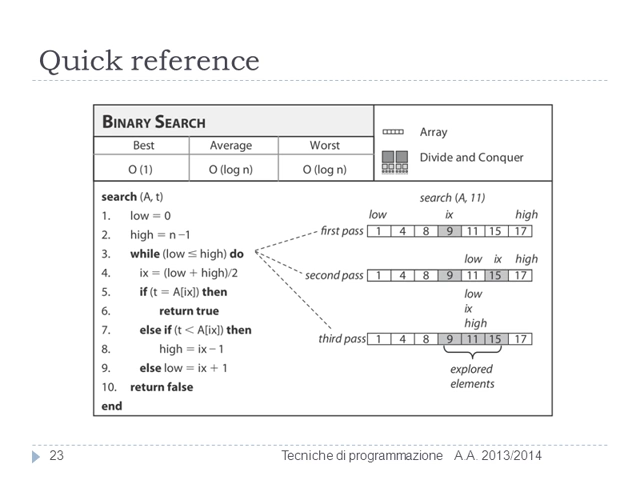 Quick reference
BINARY SEARCH
Best Average Worst
O (1) O (log n) O (log n)
Array
Divide and Conquer
search (A, t)
1. low = 0
2. high = n – 1
3. while (low ≤ high) do
4. ix = (low + high)/2
5. if (t = A[ix]) then
6. return true
7. else if (t < A[ix]) then
8. high = ix – 1
9. else low = ix + 1
10. return false
end
search (A, 11)
low ix high
first pass 1 4 8 9 11 15 17
low ix high
second pass 1 4 8 9 11 15 17
low
ix
high
third pass 1 4 8 9 11 15 17
explored
elements
23 Tecniche di programmazione A.A. 2013/2014